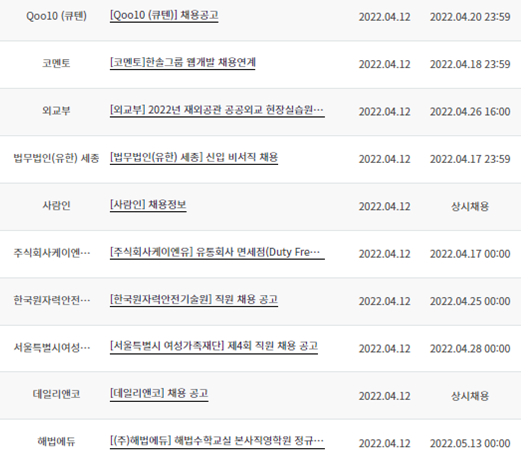 Qoo10 (큐텐) [Qoo10 (큐텐)] 채용공고 2022.04.12 2022.04.20 23:59
코멘토 [코멘토]한솔그룹 웹개발 채용연계 2022.04.12 2022.04.18 23:59
외교부 [외교부] 2022년 재외공관 공공외교 현장실습원… 2022.04.12 2022.04.26 16:00
법무법인(유한) 세종 [법무법인(유한) 세종] 신입 비서직 채용 2022.04.12 2022.04.17 23:59
사람인 [사람인] 채용정보 2022.04.12 상시채용
주식회사케이엔… [주식회사케이엔유] 유통회사 면세점(Duty Fre… 2022.04.12 2022.04.17 00:00
한국원자력안전… [한국원자력안전기술원] 직원 채용 공고 2022.04.12 2022.04.25 00:00
서울특별시여성… [서울특별시 여성가족재단] 제4회 직원 채용 공고 2022.04.12 2022.04.28 00:00
데일리앤코 [데일리앤코] 채용 공고 2022.04.12 상시채용
해법에듀 [(주)해법에듀] 해법수학교실 본사직영학원 정규… 2022.04.12 2022.05.13 00:00